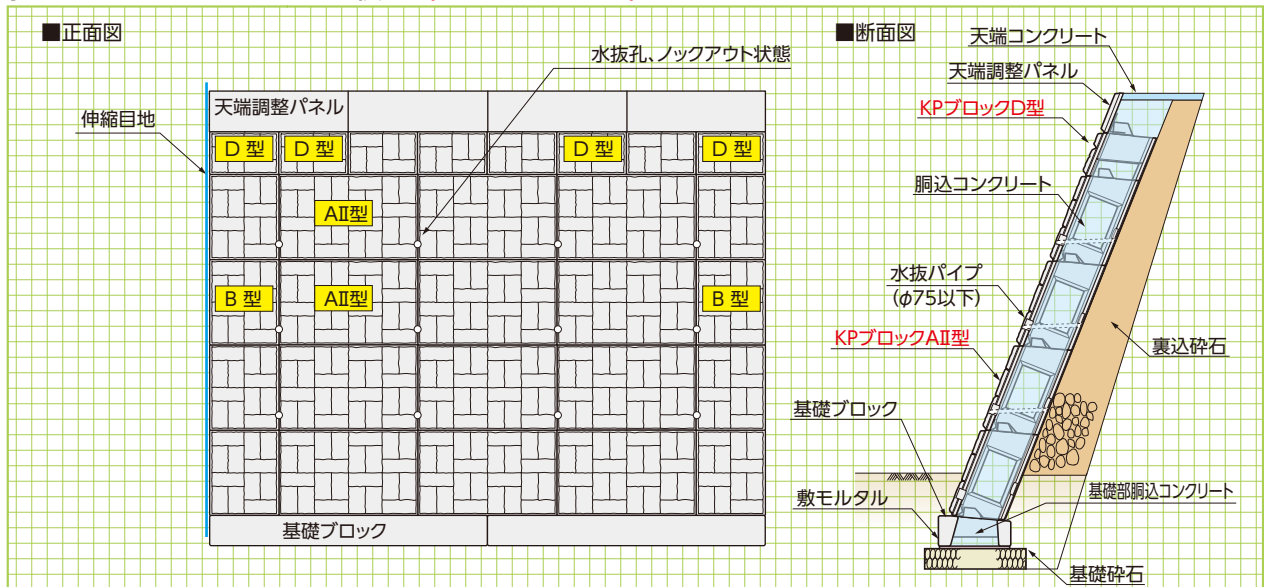 ■正面図
水抜孔、ノックアウト状態
伸縮目地
天端調整パネル
D 型
D 型
D 型
D 型
AⅡ型
B 型
AⅡ型
B 型
基礎ブロック
■断面図
天端コンクリート
天端調整パネル
KPブロックD型
胴込コンクリート
水抜パイプ
(φ75以下)
KPブロックAⅡ型
裏込砕石
基礎ブロック
敷モルタル
基礎部胴込コンクリート
基礎砕石